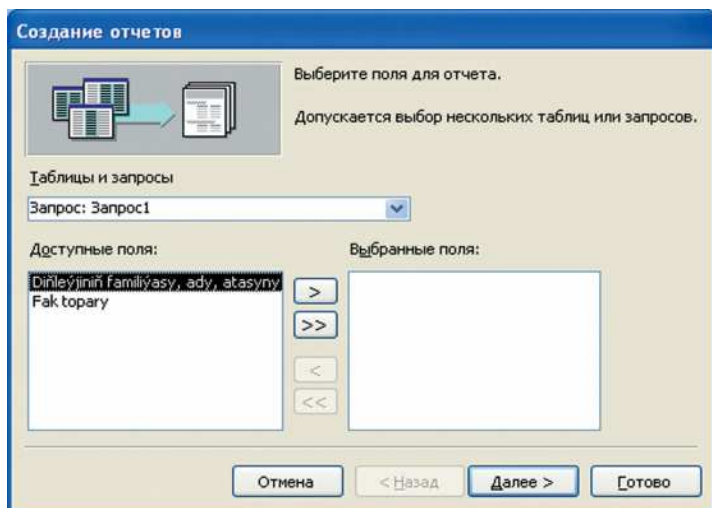 Создание отчетов
Выберите поля для отчета.
Допускается выбор нескольких таблиц или запросов.
Таблицы и запросы
Запрос: Запрос1
Доступные поля:
Выбранные поля:
Diňleýjiniň familiýasy, ady, atasyny
Fak topary
>
>>
<
<<
Отмена
< Назад
Далее >
Готово